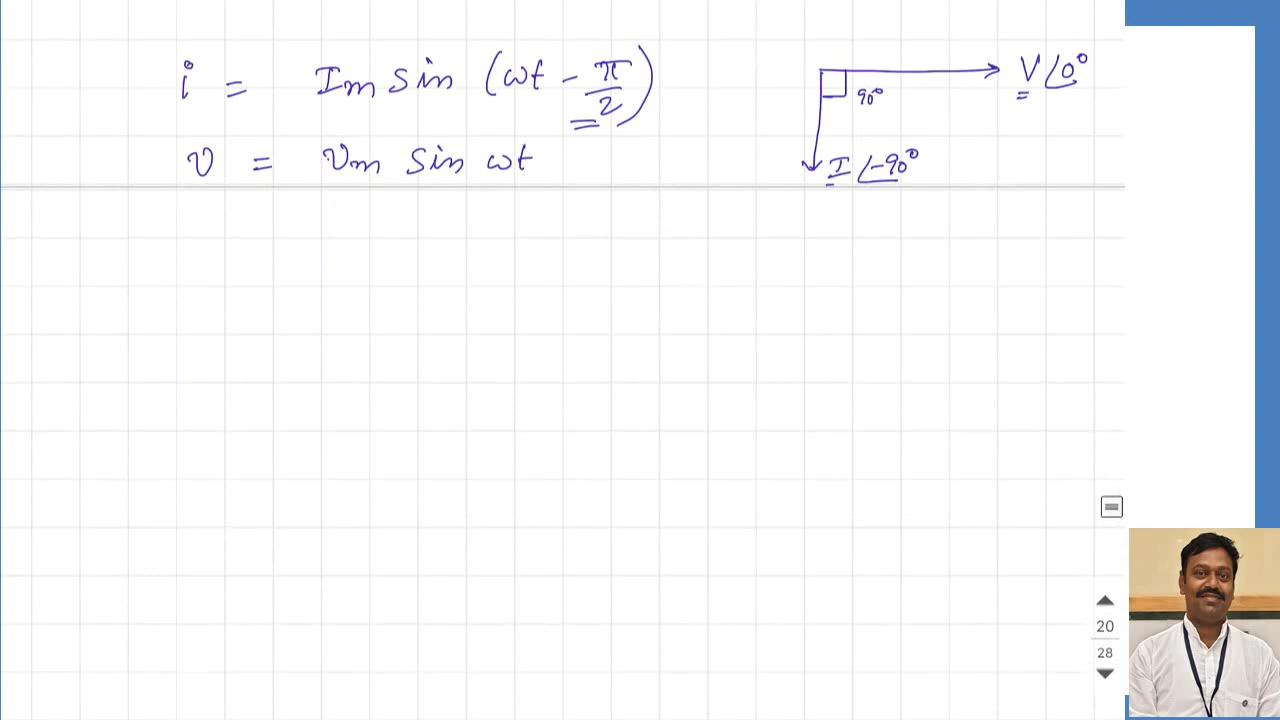 i = Im sin (ωt - π/2)
v = Vm sin ωt
V∠0°
90°
I∠-90°
20
28